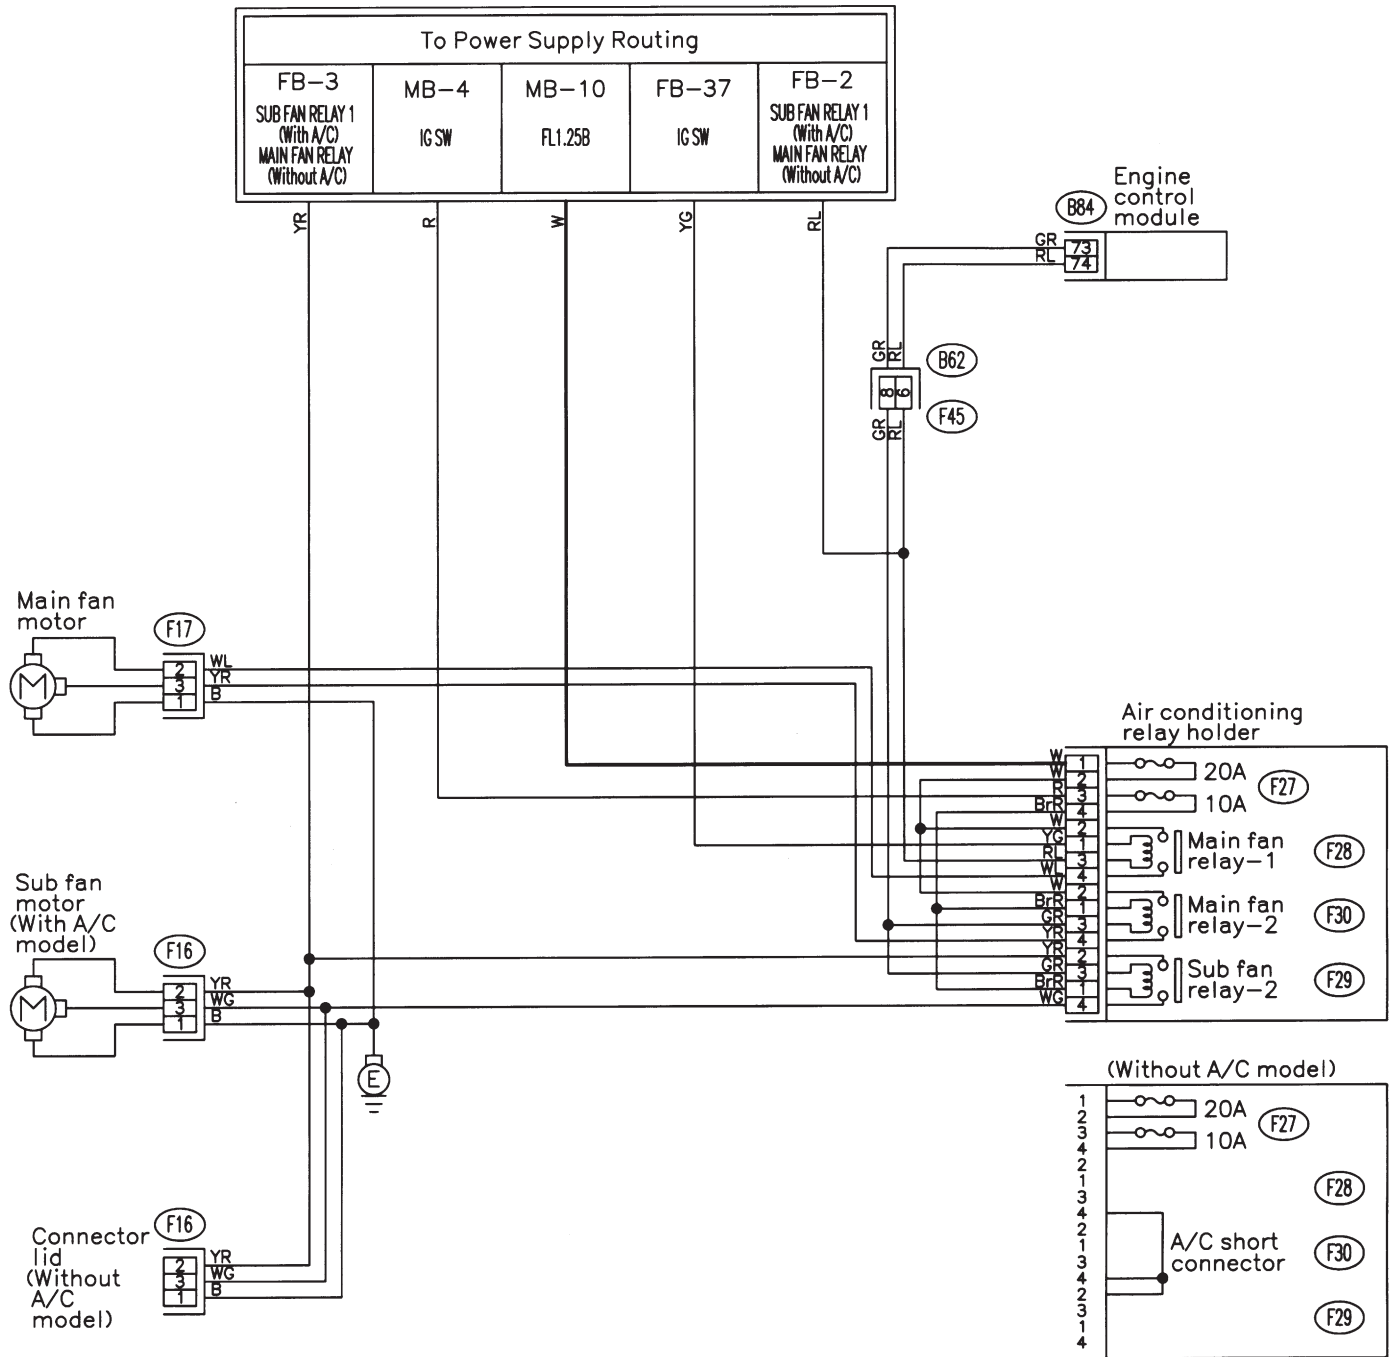 To Power Supply Routing
FB-3
SUB FAN RELAY 1
(With A/C)
MAIN FAN RELAY
(Without A/C)
MB-4
IG SW
MB-10
FL1.25B
FB-37
IG SW
FB-2
SUB FAN RELAY 1
(With A/C)
MAIN FAN RELAY
(Without A/C)
YR
R
W
YG
RL
B84
Engine
control
module
GR
RL
73
74
GR
RL
B62
8
6
F45
GR
RL
Main fan
motor
F17
M
2
3
1
WL
YR
B
Air conditioning
relay holder
W
W
R
BrR
W
YG
RL
WL
W
BrR
GR
YR
YR
GR
BrR
WG
1
2
3
4
2
1
3
4
2
1
3
4
2
3
1
4
20A
10A
F27
Main fan
relay-1
F28
Main fan
relay-2
F30
Sub fan
relay-2
F29
Sub fan
motor
(With A/C
model)
F16
M
2
3
1
YR
WG
B
E
(Without A/C model)
1
2
3
4
2
1
3
4
2
1
3
4
2
3
1
4
20A
10A
F27
F28
A/C short
connector
F30
F29
Connector
lid
(Without
A/C
model)
F16
2
3
1
YR
WG
B